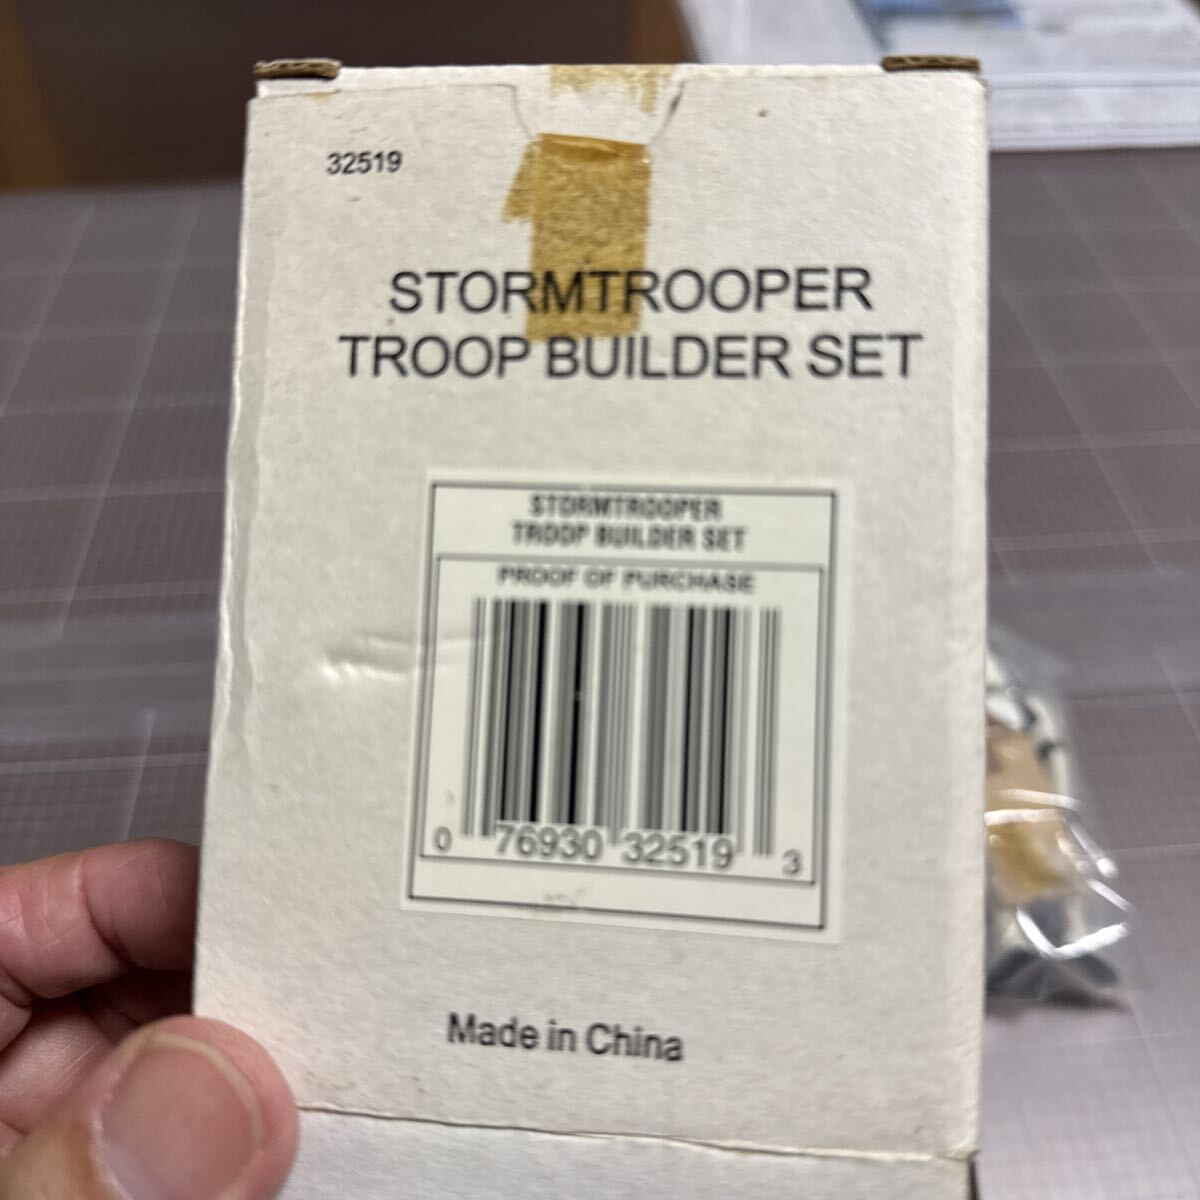 32519
STORMTROOPER
TROOP BUILDER SET
STORMTROOPER
TROOP BUILDER SET
PROOF OF PURCHASE
0 76930 32519 3
Made in China